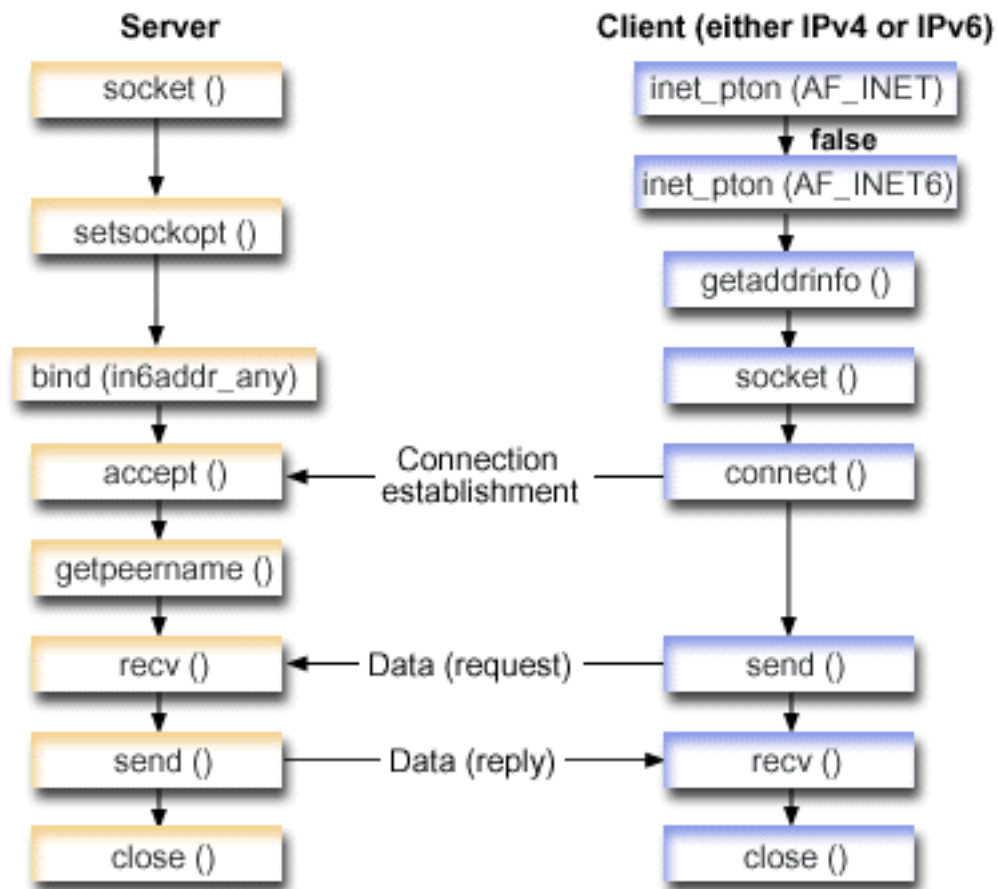 Server
socket ()
setsockopt ()
bind (in6addr_any)
accept ()
getpeername ()
recv ()
send ()
close ()
Client (either IPv4 or IPv6)
inet_pton (AF_INET)
false
inet_pton (AF_INET6)
getaddrinfo ()
socket ()
connect ()
send ()
recv ()
close ()
Connection
establishment
Data (request)
Data (reply)